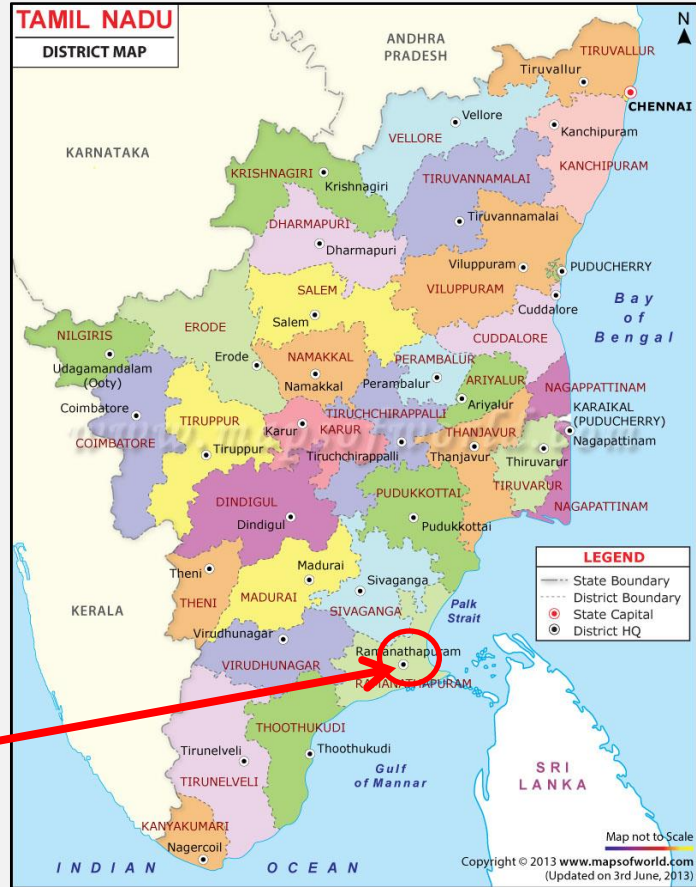 TAMIL NADU
DISTRICT MAP
N
ANDHRA
PRADESH
TIRUVALLUR
Tiruvallur
CHENNAI
Vellore
VELLORE
Kanchipuram
KANCHIPURAM
KARNATAKA
KRISHNAGIRI
Krishnagiri
TIRUVANNAMALAI
Tiruvannamalai
DHARMAPURI
Dharmapuri
Viluppuram
VILUPPURAM
PUDUCHERRY
Cuddalore
CUDDALORE
Bay
of
Bengal
SALEM
Salem
NILGIRIS
Udagamandalam
(Ooty)
ERODE
Erode
NAMAKKAL
Namakkal
PERAMBALUR
Perambalur
ARIYALUR
Ariyalur
NAGAPPATTINAM
KARAIKAL
(PUDUCHERRY)
Nagapattinam
Coimbatore
COIMBATORE
TIRUPPUR
Tiruppur
Karur
KARUR
TIRUCHCHIRAPPALLI
Tiruchchirappalli
THANJAVUR
Thanjavur
Thiruvarur
TIRUVARUR
NAGAPATTINAM
www.mapsofworld.com
DINDIGUL
Dindigul
PUDUKKOTTAI
Pudukkottai
Theni
THENI
Madurai
MADURAI
Sivaganga
SIVAGANGA
Palk
Strait
LEGEND
State Boundary
District Boundary
State Capital
District HQ
KERALA
Virudhunagar
VIRUDHUNAGAR
Ramanathapuram
RAMANATHAPURAM
THOOTHUKUDI
Thoothukudi
Tirunelveli
TIRUNELVELI
Gulf
of Mannar
SRI
LANKA
KANYAKUMARI
Nagercoil
INDIAN OCEAN
Map not to Scale
Copyright © 2013 www.mapsofworld.com
(Updated on 3rd June, 2013)